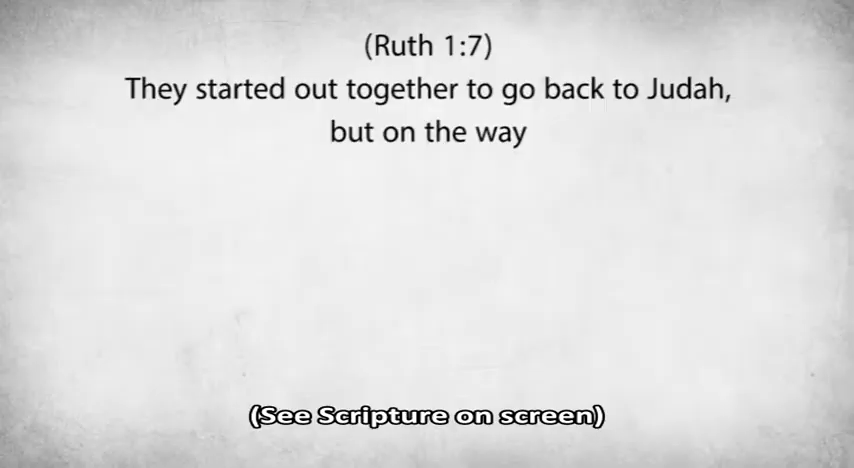 (Ruth 1:7)
They started out together to go back to Judah,
but on the way
(See Scripture on screen)